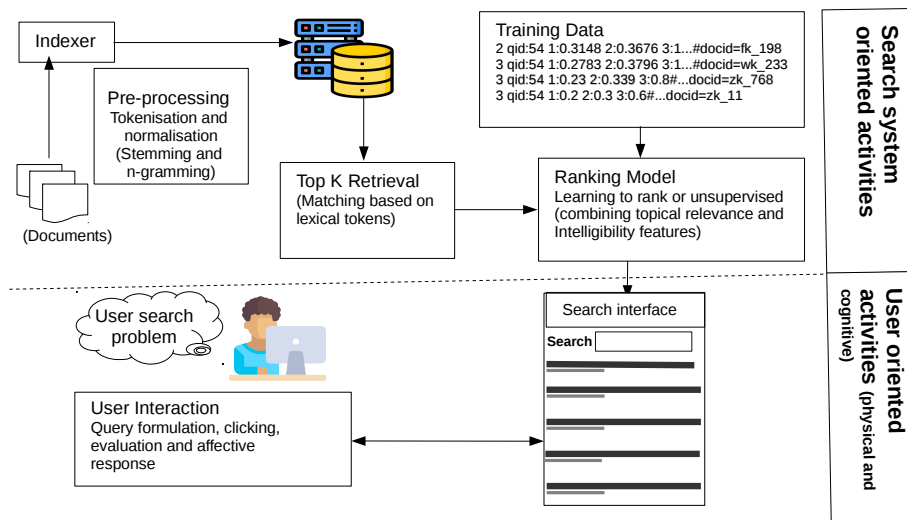 Indexer
Pre-processing
Tokenisation and
normalisation
(Stemming and
n-gramming)
(Documents)
Training Data
2 qid:54 1:0.3148 2:0.3676 3:1...#docid=fk_198
3 qid:54 1:0.2783 2:0.3796 3:1...#docid=wk_233
3 qid:54 1:0.23 2:0.339 3:0.8#...docid=zk_768
3 qid:54 1:0.2 2:0.3 3:0.6#...docid=zk_11
Top K Retrieval
(Matching based on
lexical tokens)
Ranking Model
Learning to rank or unsupervised
(combining topical relevance and
Intelligibility features)
Search system
oriented activities
User search
problem
User Interaction
Query formulation, clicking,
evaluation and affective
response
Search interface
Search
User oriented
activities (physical and
cognitive)